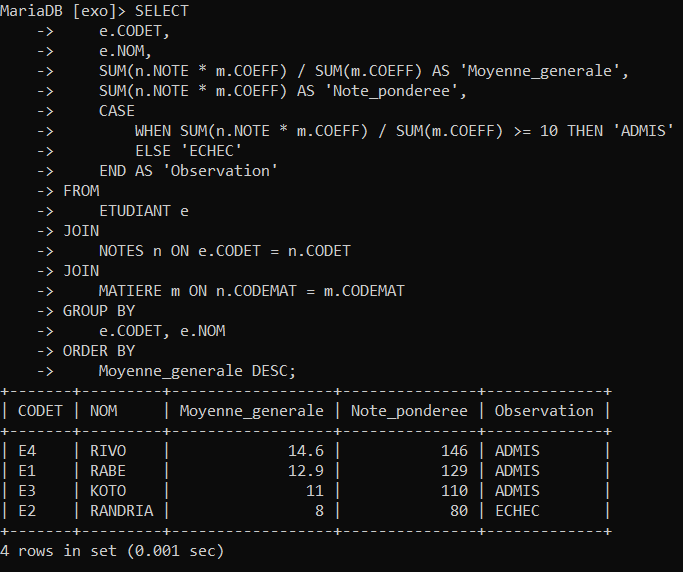 MariaDB [exo]> SELECT
    ->     e.CODET,
    ->     e.NOM,
    ->     SUM(n.NOTE * m.COEFF) / SUM(m.COEFF) AS 'Moyenne_generale',
    ->     SUM(n.NOTE * m.COEFF) AS 'Note_ponderee',
    ->     CASE
    ->         WHEN SUM(n.NOTE * m.COEFF) / SUM(m.COEFF) >= 10 THEN 'ADMIS'
    ->         ELSE 'ECHEC'
    ->     END AS 'Observation'
    -> FROM
    ->     ETUDIANT e
    -> JOIN
    ->     NOTES n ON e.CODET = n.CODET
    -> JOIN
    ->     MATIERE m ON n.CODEMAT = m.CODEMAT
    -> GROUP BY
    ->     e.CODET, e.NOM
    -> ORDER BY
    ->     Moyenne_generale DESC;
+-------+---------+------------------+---------------+-------------+
| CODET | NOM     | Moyenne_generale | Note_ponderee | Observation |
+-------+---------+------------------+---------------+-------------+
| E4    | RIVO    |             14.6 |           146 | ADMIS       |
| E1    | RABE    |             12.9 |           129 | ADMIS       |
| E3    | KOTO    |               11 |           110 | ADMIS       |
| E2    | RANDRIA |                8 |            80 | ECHEC       |
+-------+---------+------------------+---------------+-------------+
4 rows in set (0.001 sec)